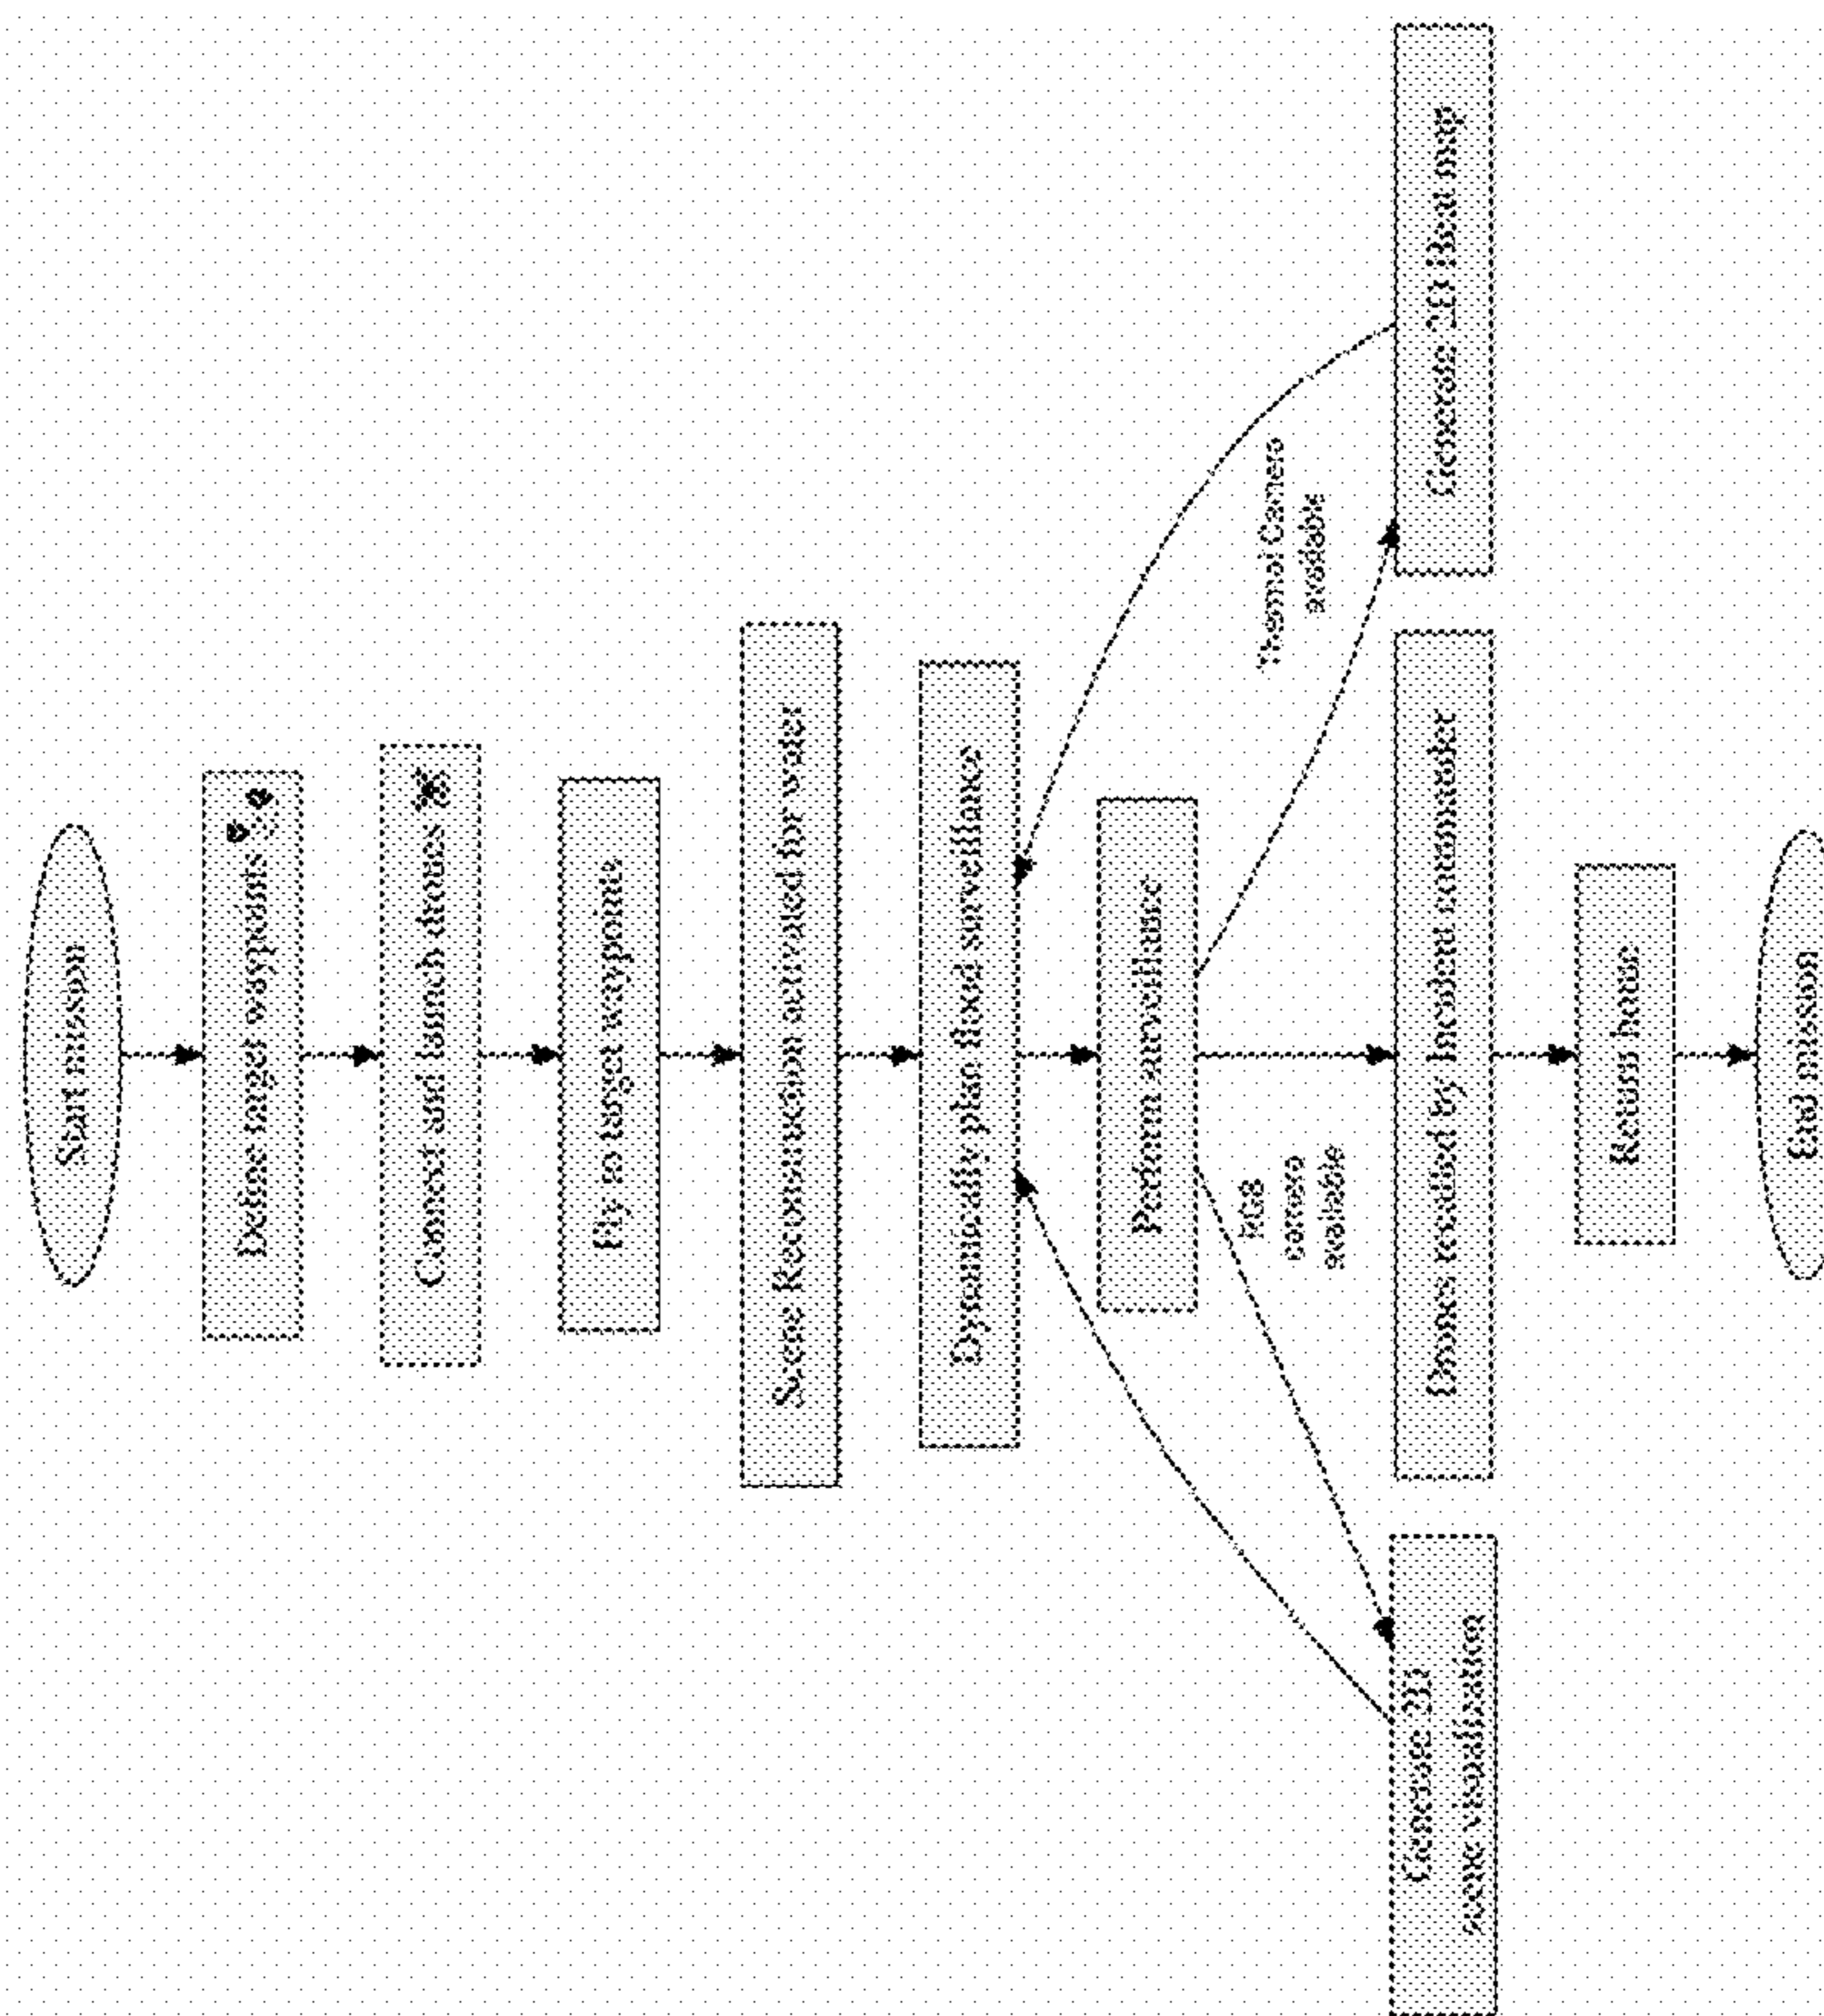 Start mission
Define target waypoints
Connect and launch drones
Fly to target waypoint
Scene Reconstruction activated for water
Dynamically plan flood surveillance
Perform surveillance
RGB
camera
available
Thermal Camera
available
Generate 3D
scene visualization
Drones recalled by Incident commander
Generate 2D Heat map
Return home
End mission